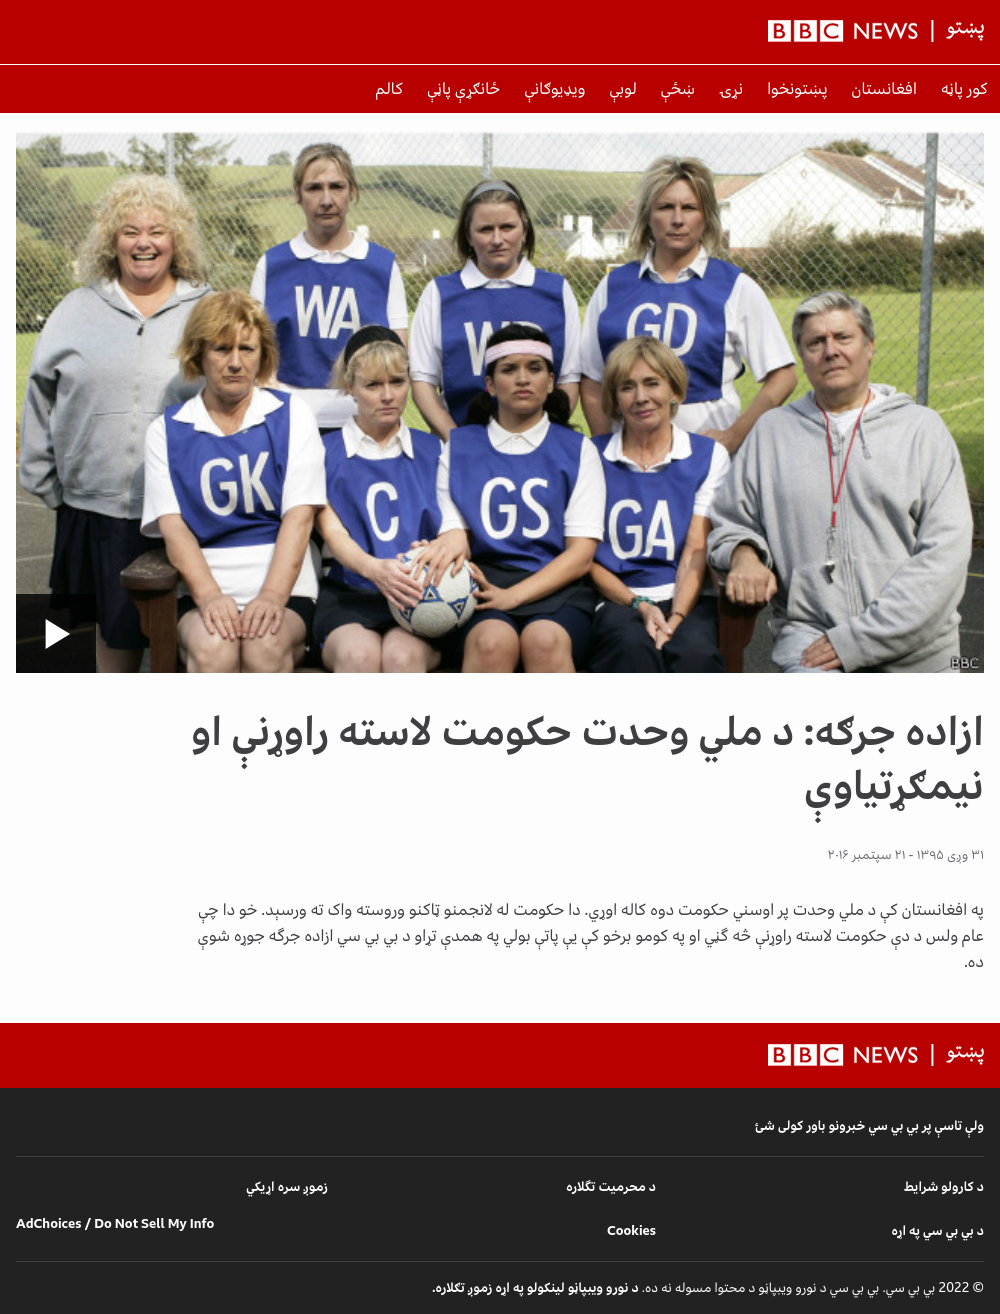 BBC NEWS | پښتو
کور پاڼه افغانستان پښتونخوا نړۍ ښځې لوبې ويډيوګانې ځانګړې پاڼې کالم
WA
GD
GK
C
GS
GA
BBC
ازاده جرګه: د ملي وحدت حکومت لاسته راوړنې او
نیمګړتیاوې
۳۱ وږی ۱۳۹۵ - ۲۱ سپتمبر ۲۰۱۶
په افغانستان کې د ملي وحدت پر اوسني حکومت دوه کاله اوړي. دا حکومت له لانجمنو ټاکنو وروسته واک ته ورسېد. خو دا چې
عام ولس د دې حکومت لاسته راوړنې څه گڼي او په کومو برخو کې یې پاتې بولي په همدې تړاو د بي بي سي ازاده جرگه جوړه شوې
ده.
BBC NEWS | پښتو
ولې تاسې پر بي بي سي خبرونو باور کولی شئ
د کارولو شرایط
د محرمیت تګلاره
زموږ سره اړیکي
د بي بي سي په اړه
Cookies
AdChoices / Do Not Sell My Info
© 2022 بي بي سي. بي بي سي د نورو ویبپاڼو د محتوا مسوله نه ده. د نورو ویبپاڼو لینکولو په اړه زموږ تګلاره.